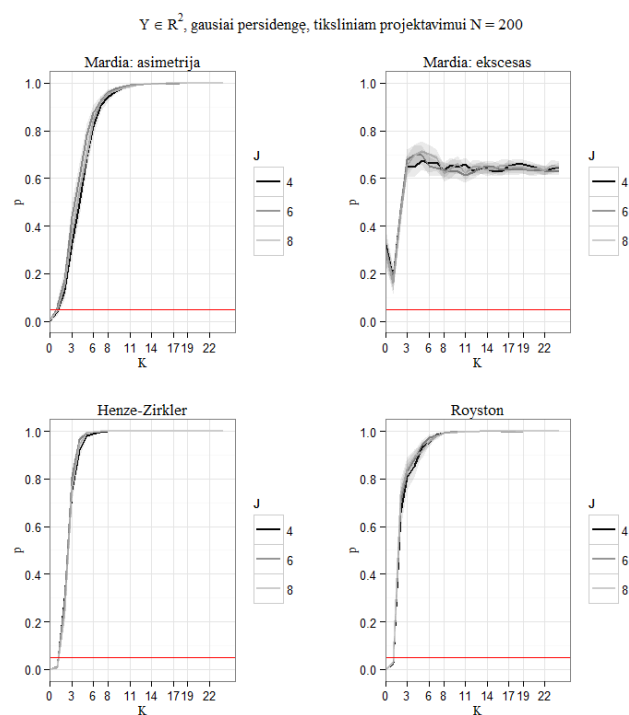 Y ∈ R², gausiai persidengę, tiksliniam projektavimui N = 200
Mardia: asimetrija
1.0
0.8
0.6
0.4
0.2
0.0
p
0 3 6 8 11 14 17 19 22
K
J
4
6
8
Mardia: ekscesas
1.0
0.8
0.6
0.4
0.2
0.0
p
0 3 6 8 11 14 17 19 22
K
J
4
6
8
Henze-Zirkler
1.0
0.8
0.6
0.4
0.2
0.0
p
0 3 6 8 11 14 17 19 22
K
J
4
6
8
Royston
1.0
0.8
0.6
0.4
0.2
0.0
p
0 3 6 8 11 14 17 19 22
K
J
4
6
8